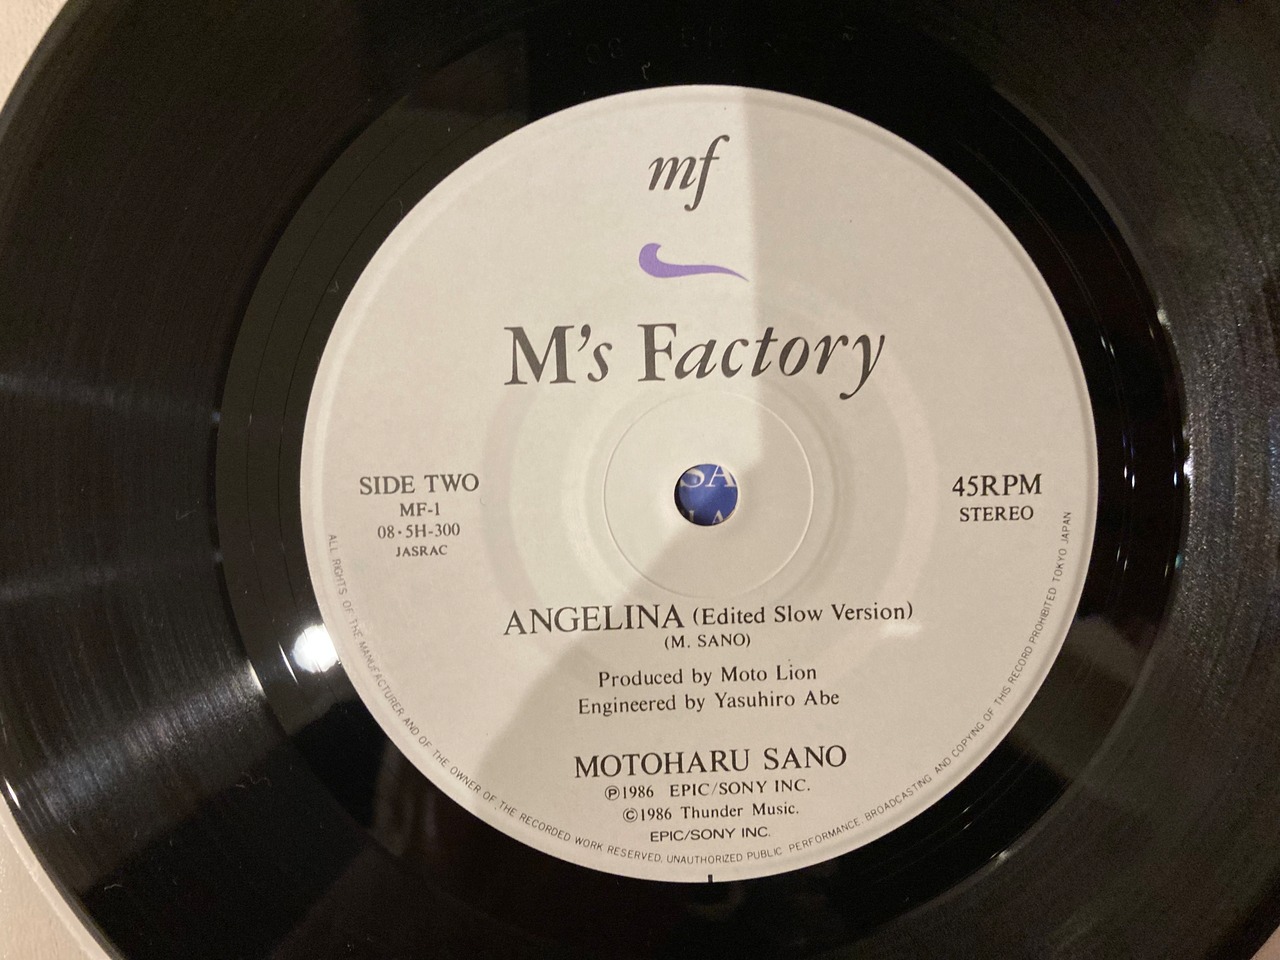 mf
M's Factory
SIDE TWO
MF-1
08・5H-300
JASRAC
45RPM
STEREO
SA
LA
ANGELINA (Edited Slow Version)
(M. SANO)
Produced by Moto Lion
Engineered by Yasuhiro Abe
MOTOHARU SANO
Ⓟ1986 EPIC/SONY INC.
©1986 Thunder Music.
EPIC/SONY INC.
ALL RIGHTS OF THE MANUFACTURER AND OF THE OWNER OF THE RECORDED WORK RESERVED. UNAUTHORIZED PUBLIC PERFORMANCE. BROADCASTING AND COPYING OF THIS RECORD PROHIBITED TOKYO JAPAN